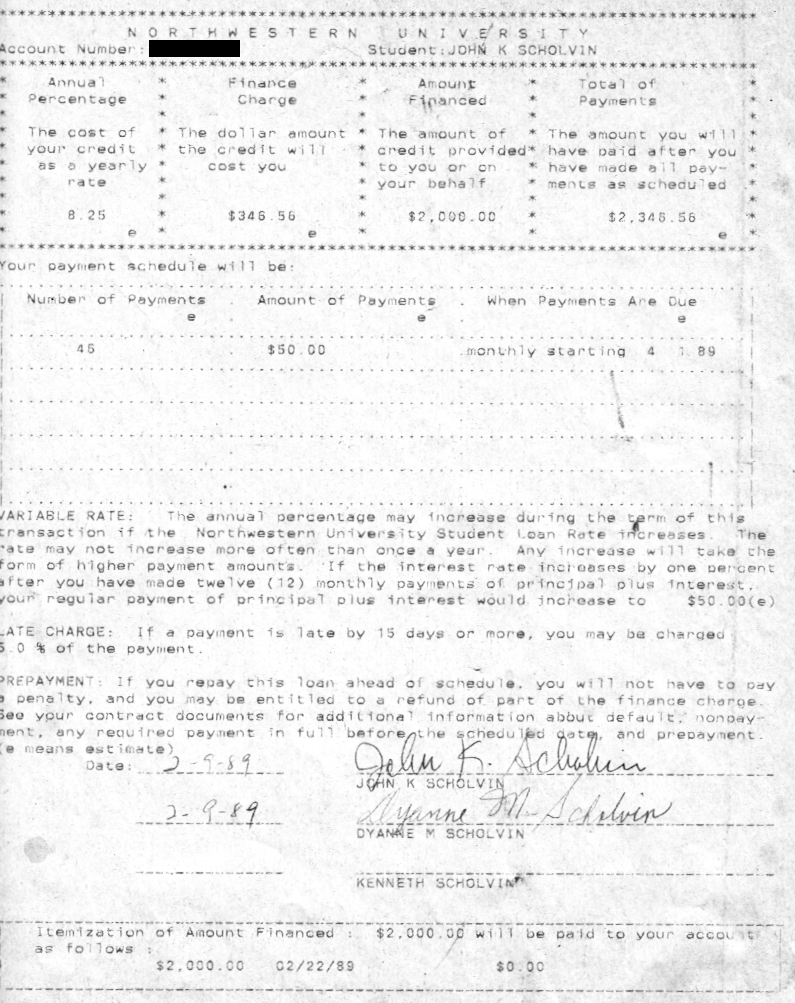 ********************************************************************************
N O R T H W E S T E R N   U N I V E R S I T Y
Account Number: Student:JOHN K SCHOLVIN
********************************************************************************
* Annual * Finance * Amount * Total of *
* Percentage * Charge * Financed * Payments *
* The cost of * The dollar amount * The amount of * The amount you will *
* your credit * the credit will * credit provided* have paid after you *
* as a yearly * cost you * to you or on * have made all pay- *
* rate * * your behalf * ments as scheduled *
* 8.25 * $346.56 * $2,000.00 * $2,346.56 *
* e * e * * e *
********************************************************************************
Your payment schedule will be:
Number of Payments . Amount of Payments . When Payments Are Due
e e e
46 . $50.00 .monthly starting 4 1 89
VARIABLE RATE: The annual percentage may increase during the term of this
transaction if the Northwestern University Student Loan Rate increases. The
rate may not increase more often than once a year. Any increase will take the
form of higher payment amounts. If the interest rate increases by one percent
after you have made twelve (12) monthly payments of principal plus interest,
your regular payment of principal plus interest would increase to $50.00(e)
LATE CHARGE: If a payment is late by 15 days or more, you may be charged
5.0 % of the payment.
PREPAYMENT: If you repay this loan ahead of schedule, you will not have to pay
a penalty, and you may be entitled to a refund of part of the finance charge.
See your contract documents for additional information about default, nonpay-
ment, any required payment in full before the scheduled date, and prepayment.
(e means estimate)
Date: 2-9-89 John K. Scholvin
JOHN K SCHOLVIN
2-9-89 Dyanne M. Scholvin
DYANNE M SCHOLVIN
KENNETH SCHOLVIN
Itemization of Amount Financed : $2,000.00 will be paid to your account
as follows :
$2,000.00 02/22/89 $0.00